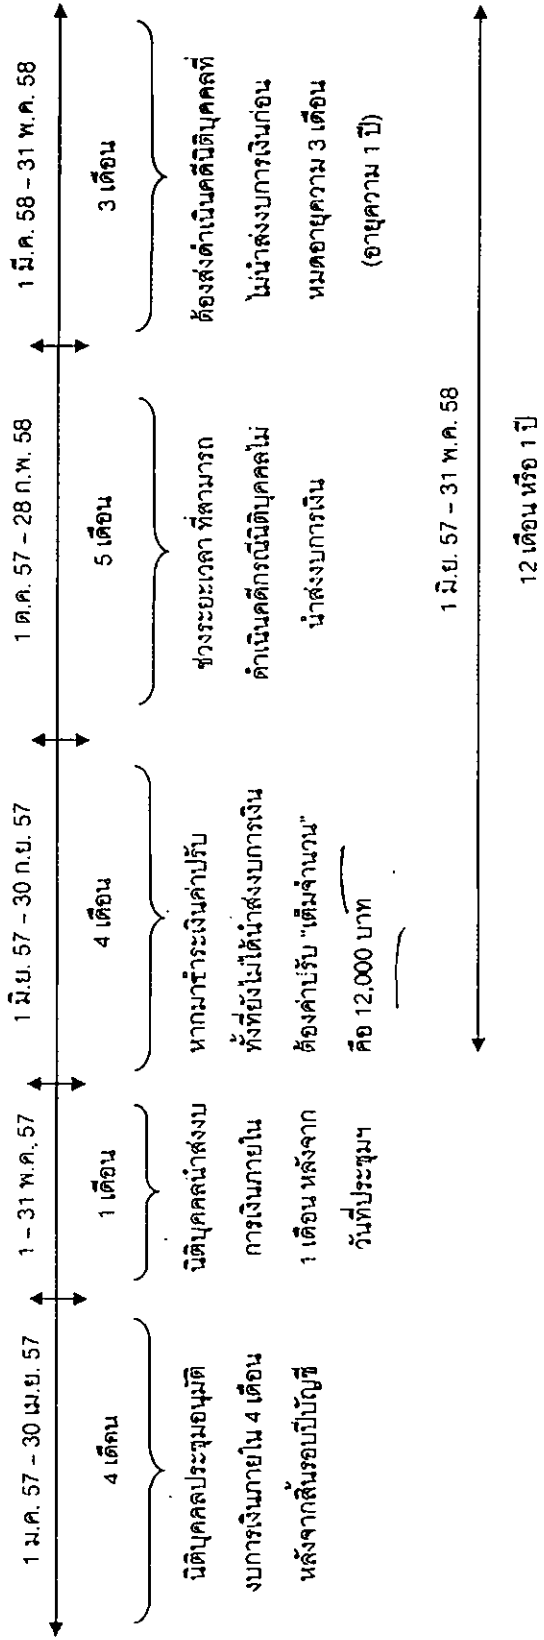 1 ม.ค. 57 – 30 เม.ย. 57
4 เดือน
นิติบุคคลประชุมอนุมัติ
งบการเงินภายใน 4 เดือน
หลังจากสิ้นรอบปีบัญชี
1 – 31 พ.ค. 57
1 เดือน
นิติบุคคลนำส่งงบ
การเงินภายใน
1 เดือน หลังจาก
วันที่ประชุมฯ
1 มิ.ย. 57 – 30 ก.ย. 57
4 เดือน
หากมาชำระเงินค่าปรับ
ทั้งที่ยังไม่ได้นำส่งงบการเงิน
ต้องค่าปรับ "เต็มจำนวน"
คือ 12,000 บาท
1 ต.ค. 57 – 28 ก.พ. 58
5 เดือน
ช่วงระยะเวลา ที่สามารถ
ดำเนินคดีกรณีนิติบุคคลไม่
นำส่งงบการเงิน
1 มี.ค. 58 – 31 พ.ค. 58
3 เดือน
ต้องส่งดำเนินคดีนิติบุคคลที่
ไม่นำส่งงบการเงินก่อน
หมดอายุความ 3 เดือน
(อายุความ 1 ปี)
1 มิ.ย. 57 – 31 พ.ค. 58
12 เดือน หรือ 1 ปี